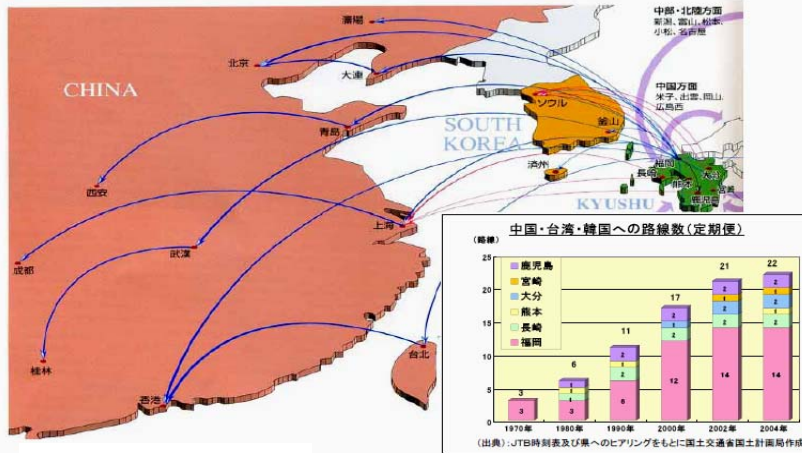 中部・北陸方面
新潟、富山、松本、
小松、名古屋
瀋陽
北京
大連
CHINA
中国方面
米子、出雲、岡山、
広島西
ソウル
釜山
SOUTH
KOREA
青島
済州
福岡
大分
長崎
熊本
宮崎
鹿児島
KYUSHU
西安
上海
武漢
成都
台北
桂林
香港
中国・台湾・韓国への路線数(定期便)
(路線)
25
20
15
10
5
0
鹿児島
宮崎
大分
熊本
長崎
福岡
3
3
6
1
1
1
3
11
2
1
2
6
17
2
1
2
12
21
2
1
2
2
14
22
2
1
2
1
2
14
1970年
1980年
1990年
2000年
2002年
2004年
(出典):JTB時刻表及び県へのヒアリングをもとに国土交通省国土計画局作成